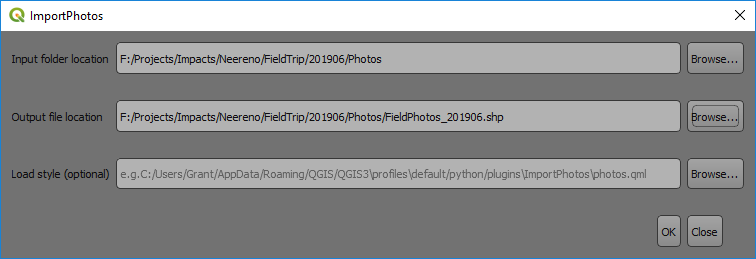 ImportPhotos
Input folder location F:/Projects/Impacts/Neereno/FieldTrip/201906/Photos Browse...
Output file location F:/Projects/Impacts/Neereno/FieldTrip/201906/Photos/FieldPhotos_201906.shp Browse...
Load style (optional) e.g.C:/Users/Grant/AppData/Roaming/QGIS/QGIS3\profiles\default/python/plugins\ImportPhotos\photos.qml Browse...
OK Close